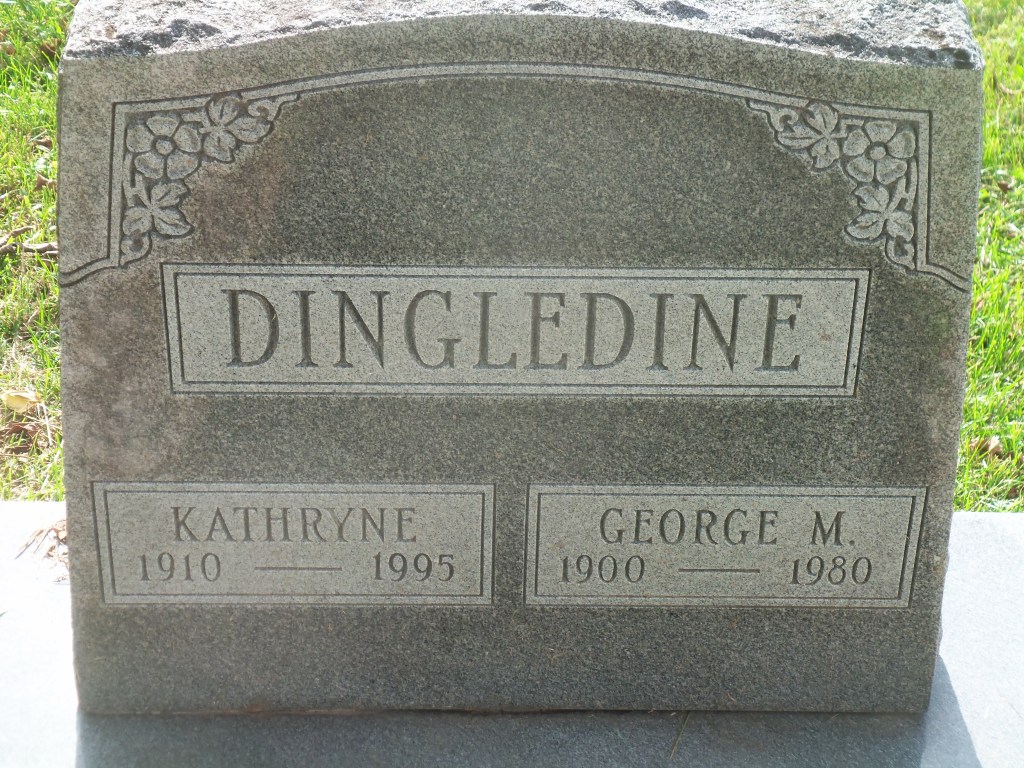 DINGLEDINE
KATHRYNE
1910 — 1995
GEORGE M.
1900 — 1980